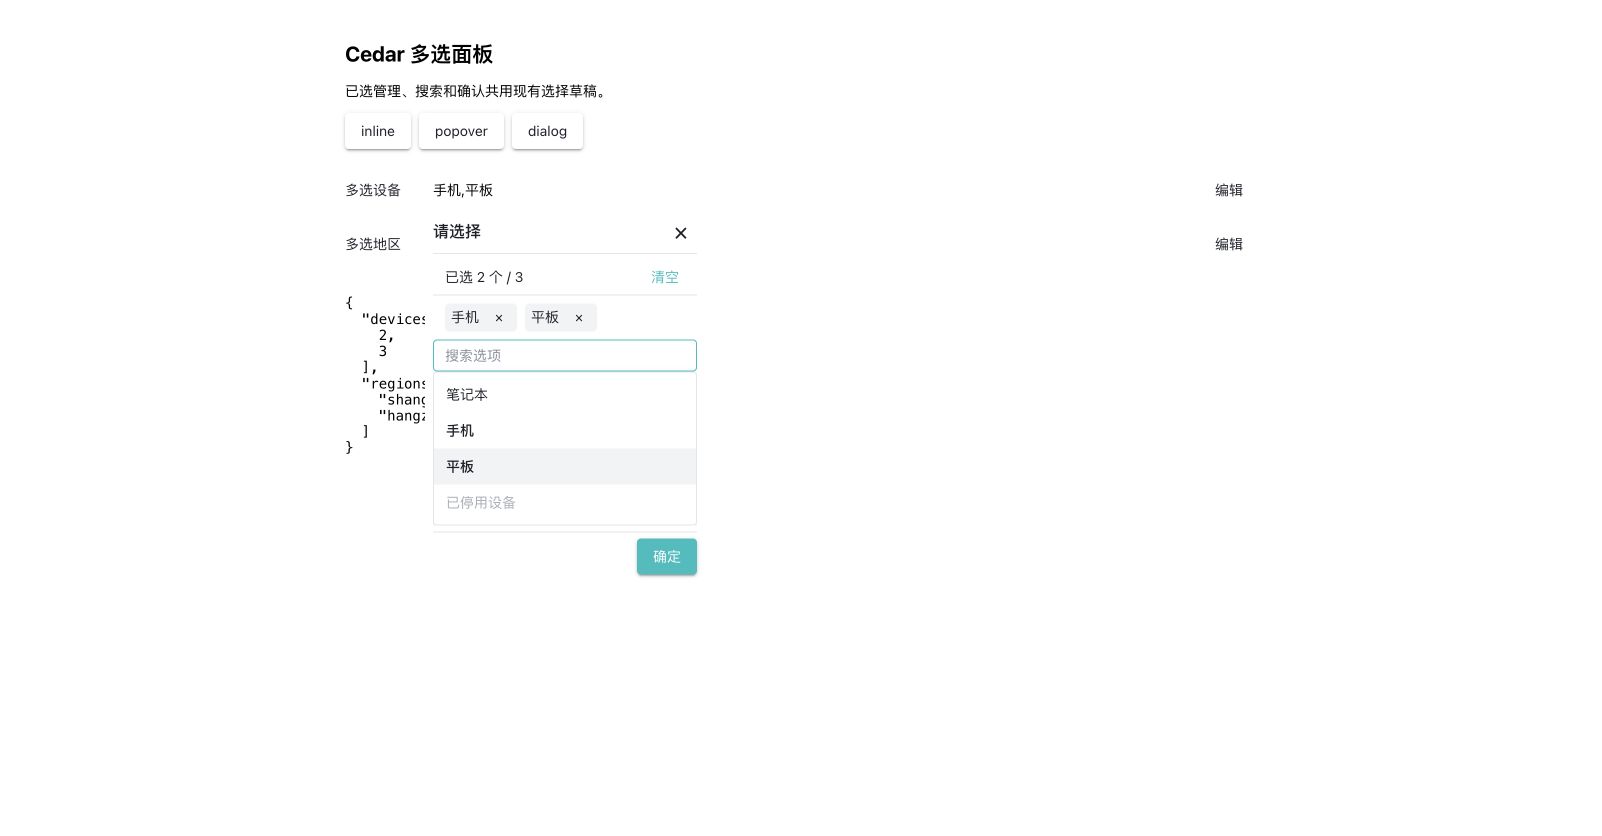 Cedar 多选面板
已选管理、搜索和确认共用现有选择草稿。
inline popover dialog
多选设备 手机,平板 编辑
请选择 ×
多选地区 编辑
已选 2 个 / 3 清空
{
手机 × 平板 ×
"devices
2,
3
搜索选项
],
"regions
笔记本
"shang
"hangz
手机
]
}
平板
已停用设备
确定